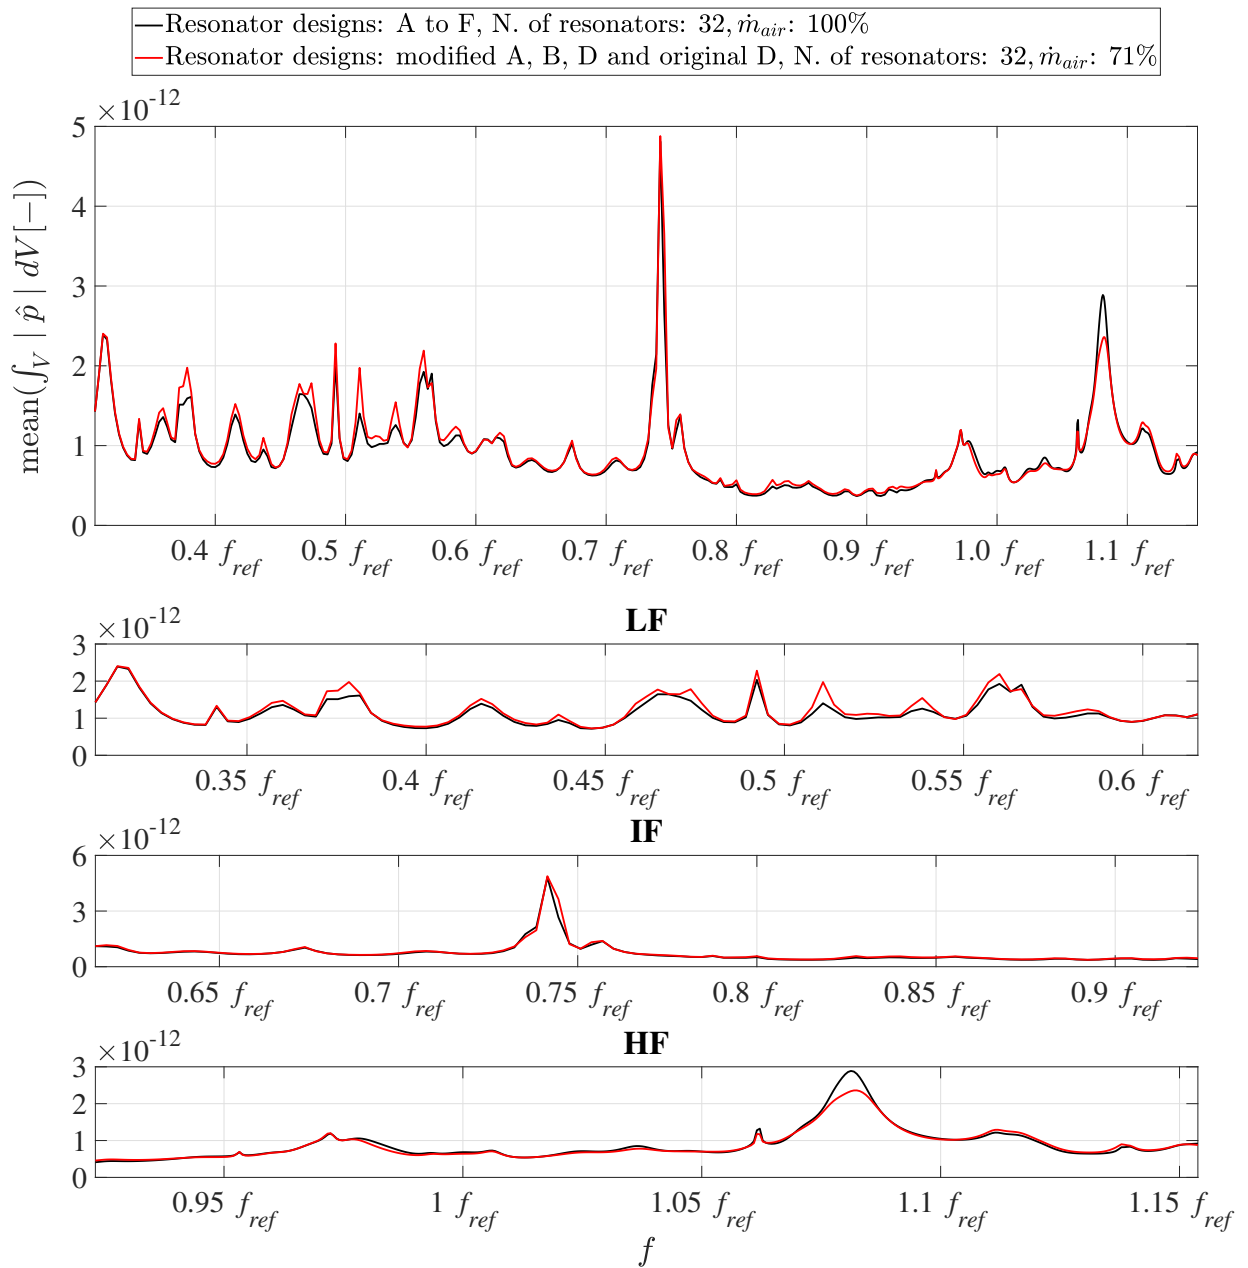 Resonator designs: A to F, N. of resonators: 32, ṁ_air: 100%
Resonator designs: modified A, B, D and original D, N. of resonators: 32, ṁ_air: 71%
×10^-12
5
4
3
2
1
0
mean(∫_V | p̂ | dV[−])
0.4 f_ref 0.5 f_ref 0.6 f_ref 0.7 f_ref 0.8 f_ref 0.9 f_ref 1.0 f_ref 1.1 f_ref
LF
×10^-12
3
2
1
0
0.35 f_ref 0.4 f_ref 0.45 f_ref 0.5 f_ref 0.55 f_ref 0.6 f_ref
IF
×10^-12
6
3
0
0.65 f_ref 0.7 f_ref 0.75 f_ref 0.8 f_ref 0.85 f_ref 0.9 f_ref
HF
×10^-12
3
2
1
0
0.95 f_ref 1 f_ref 1.05 f_ref 1.1 f_ref 1.15 f_ref
f